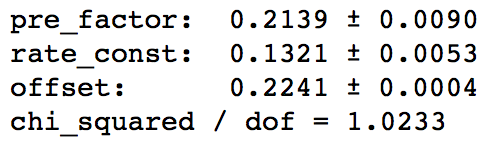 pre_factor: 0.2139 ± 0.0090
rate_const: 0.1321 ± 0.0053
offset: 0.2241 ± 0.0004
chi_squared / dof = 1.0233